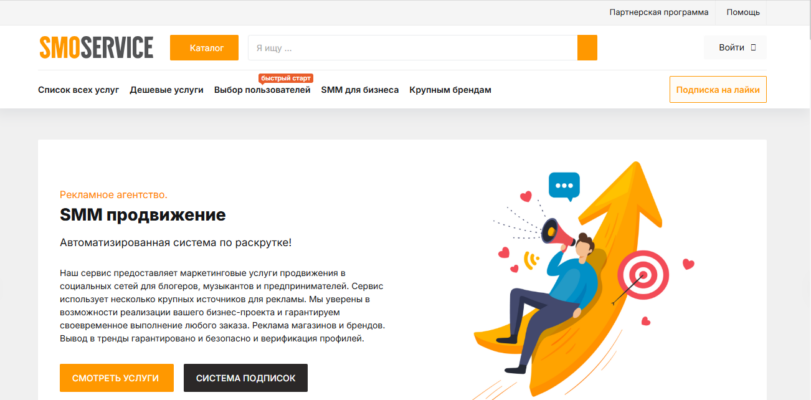 Партнерская программа Помощь
SMOSERVICE Каталог Я ищу ... Войти
быстрый старт
Список всех услуг Дешевые услуги Выбор пользователей SMM для бизнеса Крупным брендам Подписка на лайки
Рекламное агентство.
SMM продвижение
Автоматизированная система по раскрутке!
Наш сервис предоставляет маркетинговые услуги продвижения в
социальных сетей для блогеров, музыкантов и предпринимателей. Сервис
использует несколько крупных источников для рекламы. Мы уверены в
возможности реализации вашего бизнес-проекта и гарантируем
своевременное выполнение любого заказа. Реклама магазинов и брендов.
Вывод в тренды гарантировано и безопасно и верификация профилей.
СМОТРЕТЬ УСЛУГИ СИСТЕМА ПОДПИСОК